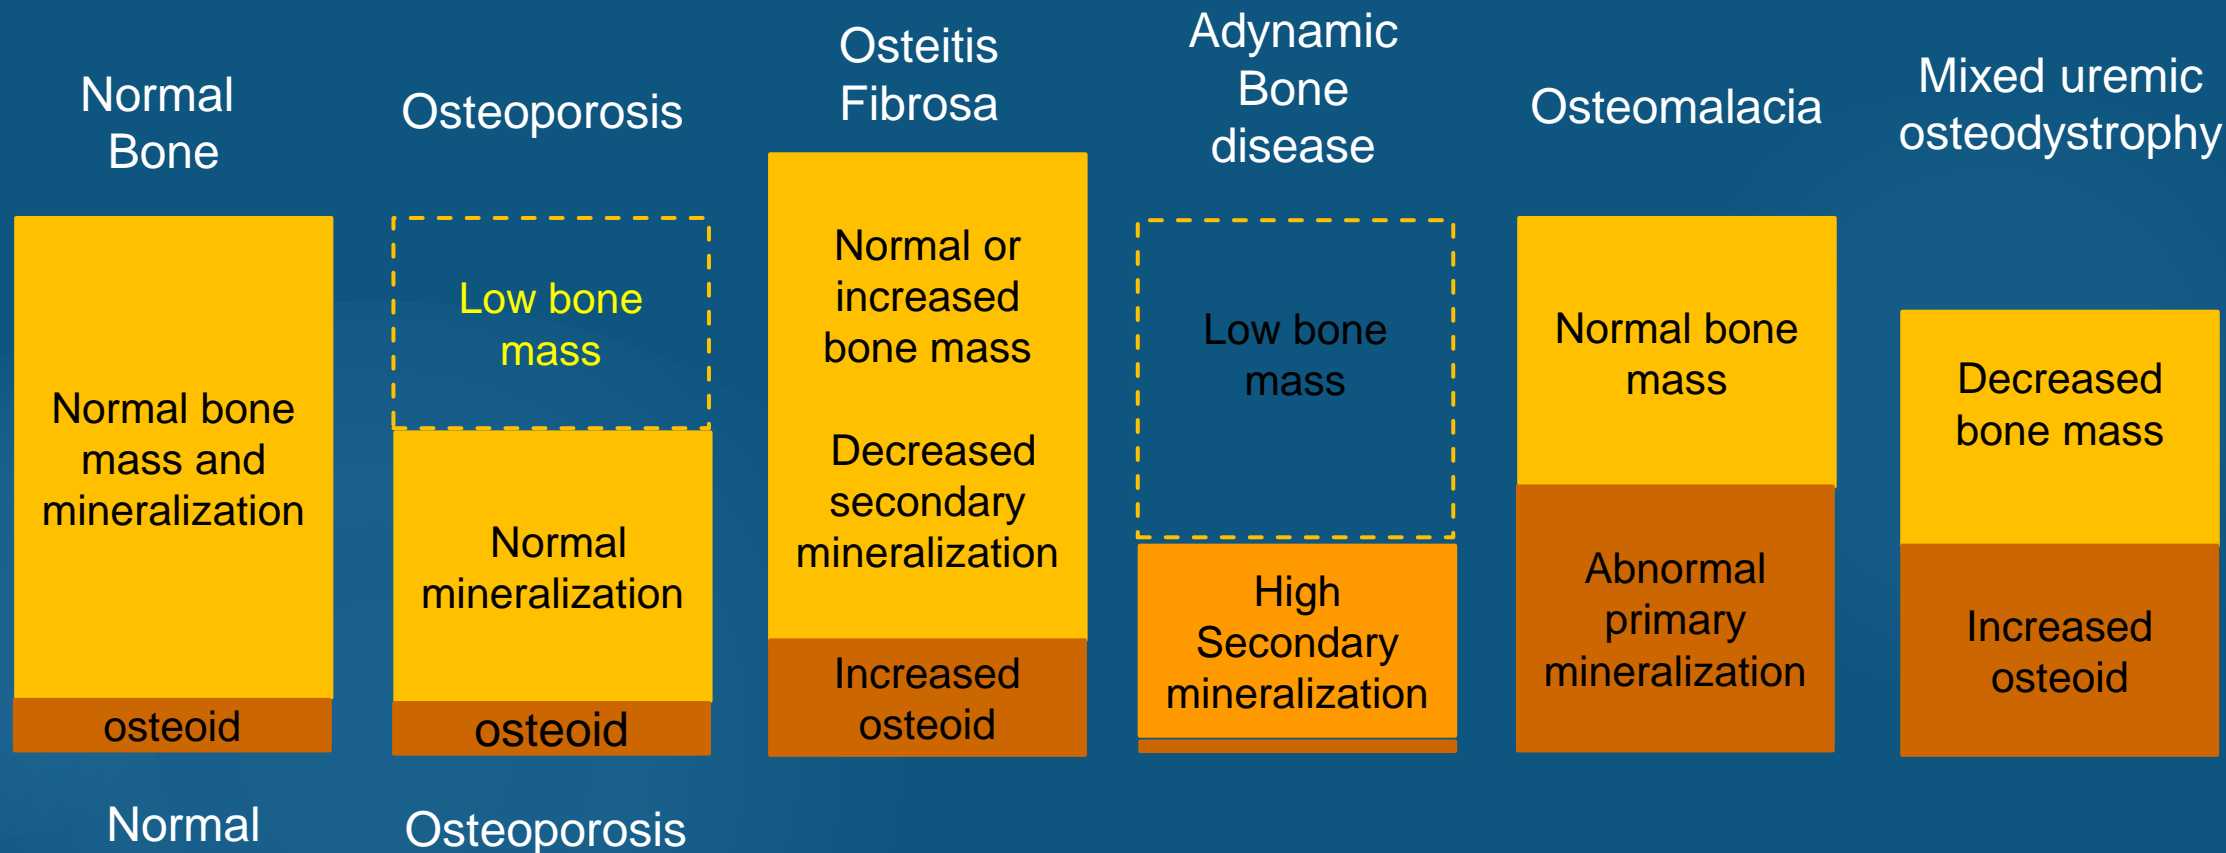 Normal
Bone
Osteoporosis
Osteitis
Fibrosa
Adynamic
Bone
disease
Osteomalacia
Mixed uremic
osteodystrophy
Normal bone
mass and
mineralization
osteoid
Low bone
mass
Normal
mineralization
osteoid
Normal or
increased
bone mass
Decreased
secondary
mineralization
Increased
osteoid
Low bone
mass
High
Secondary
mineralization
Normal bone
mass
Abnormal
primary
mineralization
Decreased
bone mass
Increased
osteoid
Normal
Osteoporosis